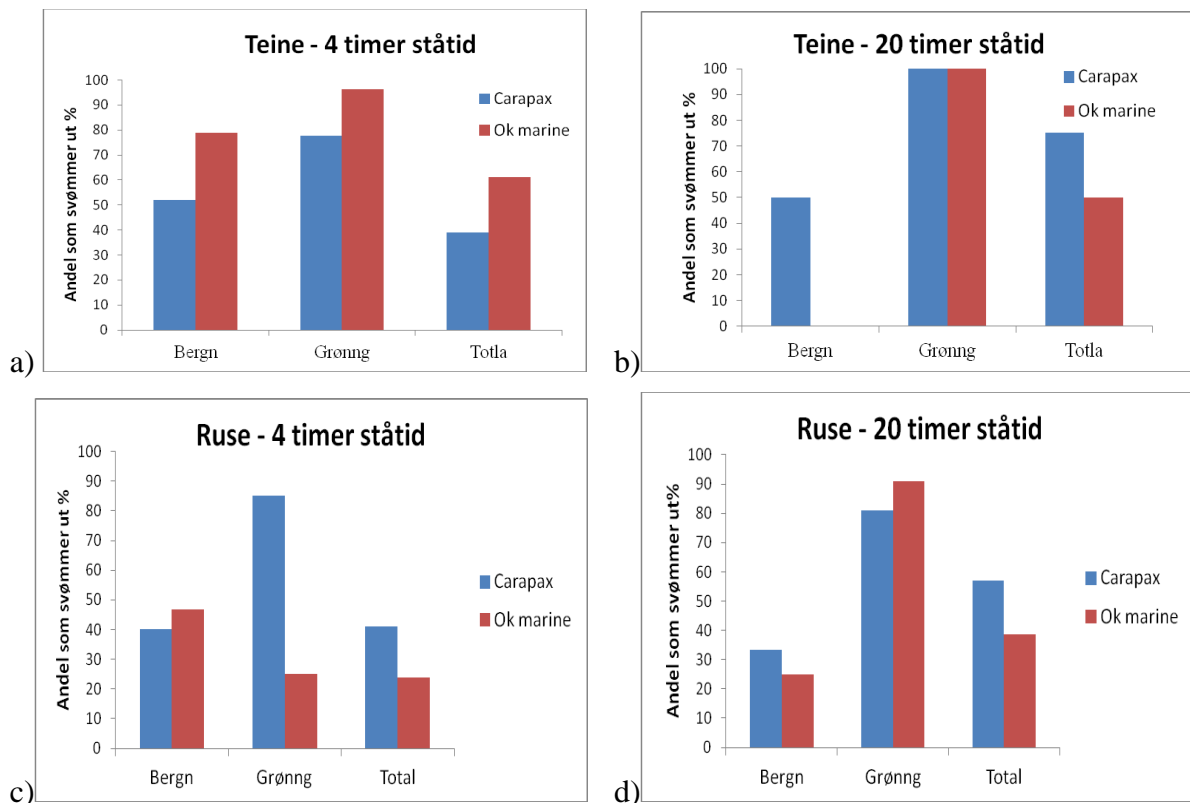 Teine - 4 timer ståtid
Andel som svømmer ut %
100
90
80
70
60
50
40
30
20
10
0
Carapax
Ok marine
Bergn Grønng Totla
a)
Teine - 20 timer ståtid
Andel som svømmer ut %
100
90
80
70
60
50
40
30
20
10
0
Carapax
Ok marine
Bergn Grønng Totla
b)
Ruse - 4 timer ståtid
Andel som svømmer ut %
100
90
80
70
60
50
40
30
20
10
0
Carapax
Ok marine
Bergn Grønng Total
c)
Ruse - 20 timer ståtid
Andel som svømmer ut%
100
90
80
70
60
50
40
30
20
10
0
Carapax
Ok marine
Bergn Grønng Total
d)